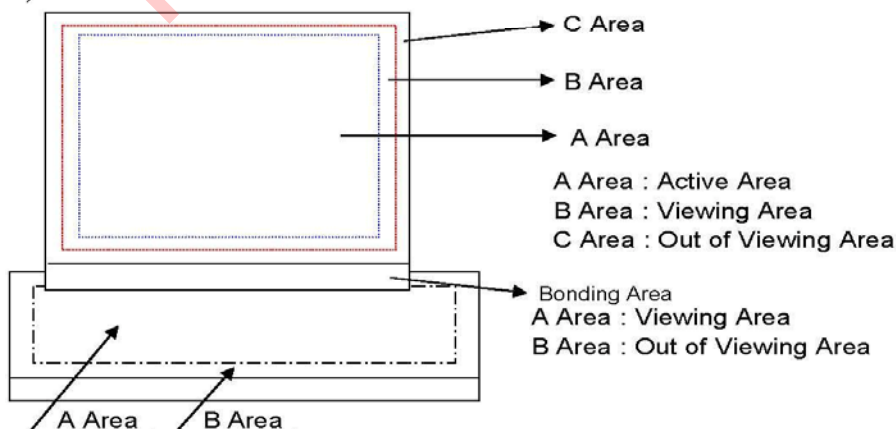 C Area
B Area
A Area
A Area : Active Area
B Area : Viewing Area
C Area : Out of Viewing Area
Bonding Area
A Area : Viewing Area
B Area : Out of Viewing Area
A Area B Area